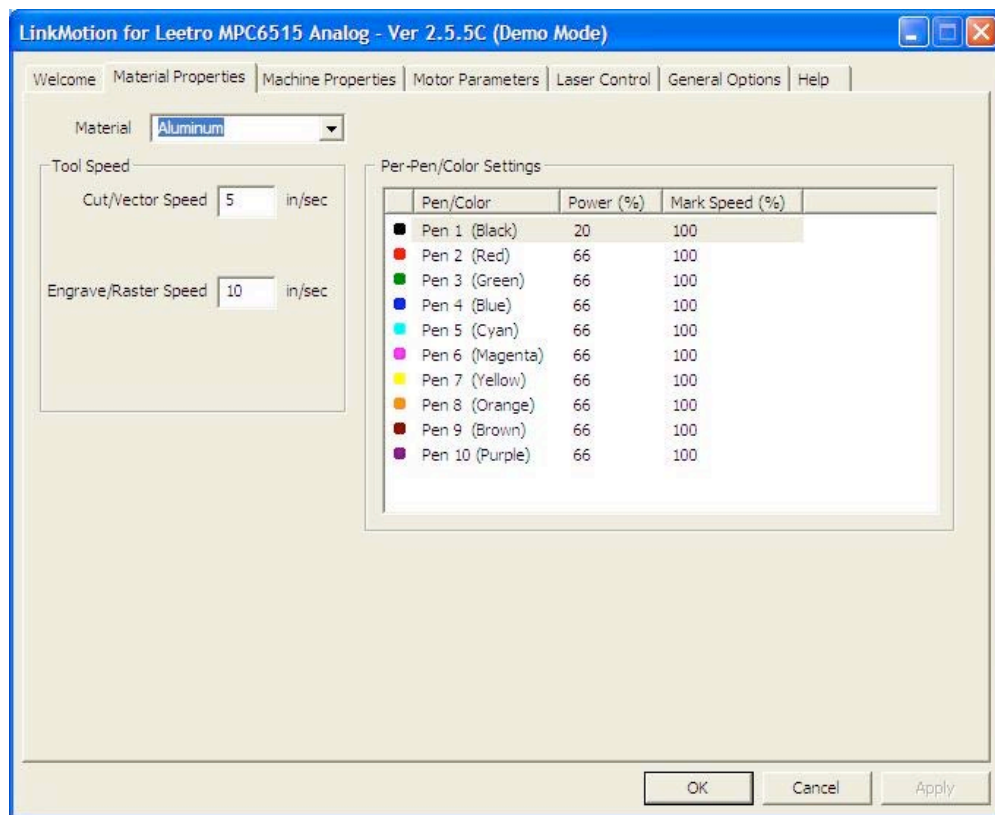 LinkMotion for Leetro MPC6515 Analog - Ver 2.5.5C (Demo Mode)
Welcome Material Properties Machine Properties Motor Parameters Laser Control General Options Help
Material Aluminum
Tool Speed
Cut/Vector Speed 5 in/sec
Engrave/Raster Speed 10 in/sec
Per-Pen/Color Settings
Pen/Color Power (%) Mark Speed (%)
Pen 1 (Black) 20 100
Pen 2 (Red) 66 100
Pen 3 (Green) 66 100
Pen 4 (Blue) 66 100
Pen 5 (Cyan) 66 100
Pen 6 (Magenta) 66 100
Pen 7 (Yellow) 66 100
Pen 8 (Orange) 66 100
Pen 9 (Brown) 66 100
Pen 10 (Purple) 66 100
OK Cancel Apply